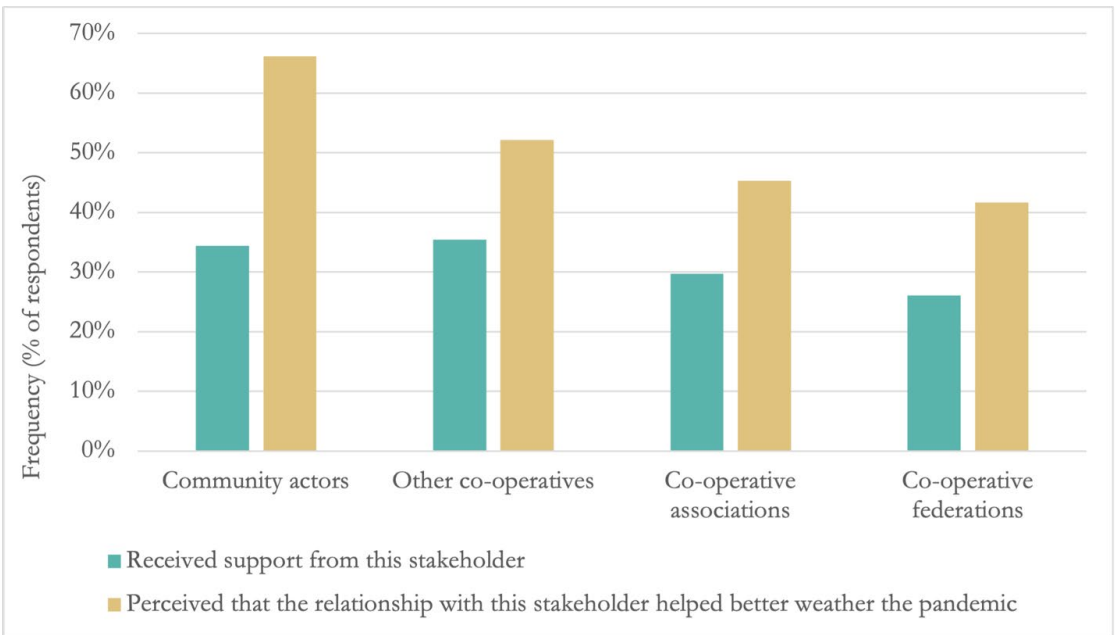 70%
60%
50%
40%
30%
20%
10%
0%
Frequency (% of respondents)
Community actors
Other co-operatives
Co-operative
associations
Co-operative
federations
Received support from this stakeholder
Perceived that the relationship with this stakeholder helped better weather the pandemic